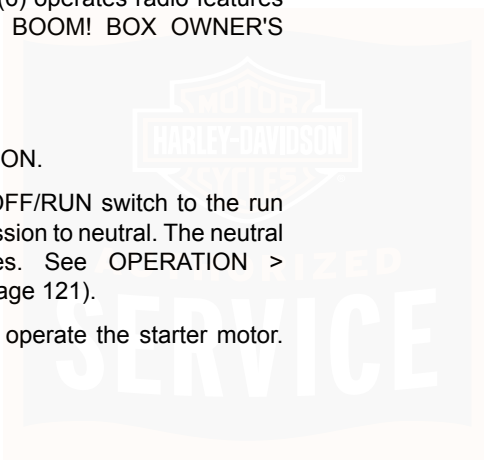 (6) operates radio features
BOOM! BOX OWNER'S
MOTOR
HARLEY-DAVIDSON
CYCLES
ON.
OFF/RUN switch to the run
ssion to neutral. The neutral
es. See OPERATION >
age 121).
operate the starter motor.
SERVICE